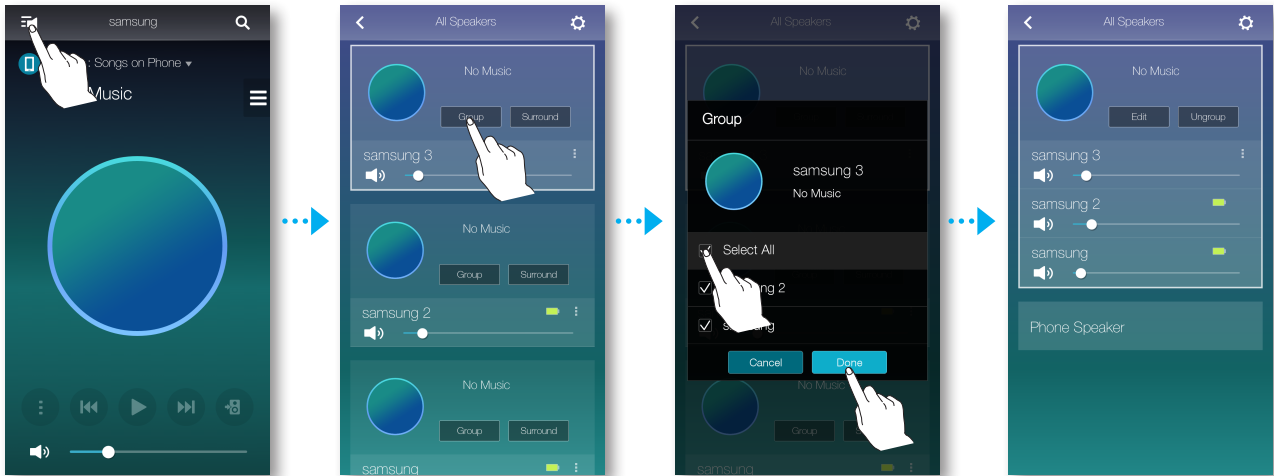 samsung
: Songs on Phone
Music
All Speakers
No Music
Group Surround
samsung 3
No Music
Group Surround
samsung 2
No Music
Group Surround
samsung
All Speakers
No Music
Group
samsung 3
No Music
Select All
ng 2
Cancel Done
No Music
Group
samsung
All Speakers
No Music
Edit Ungroup
samsung 3
samsung 2
samsung
Phone Speaker